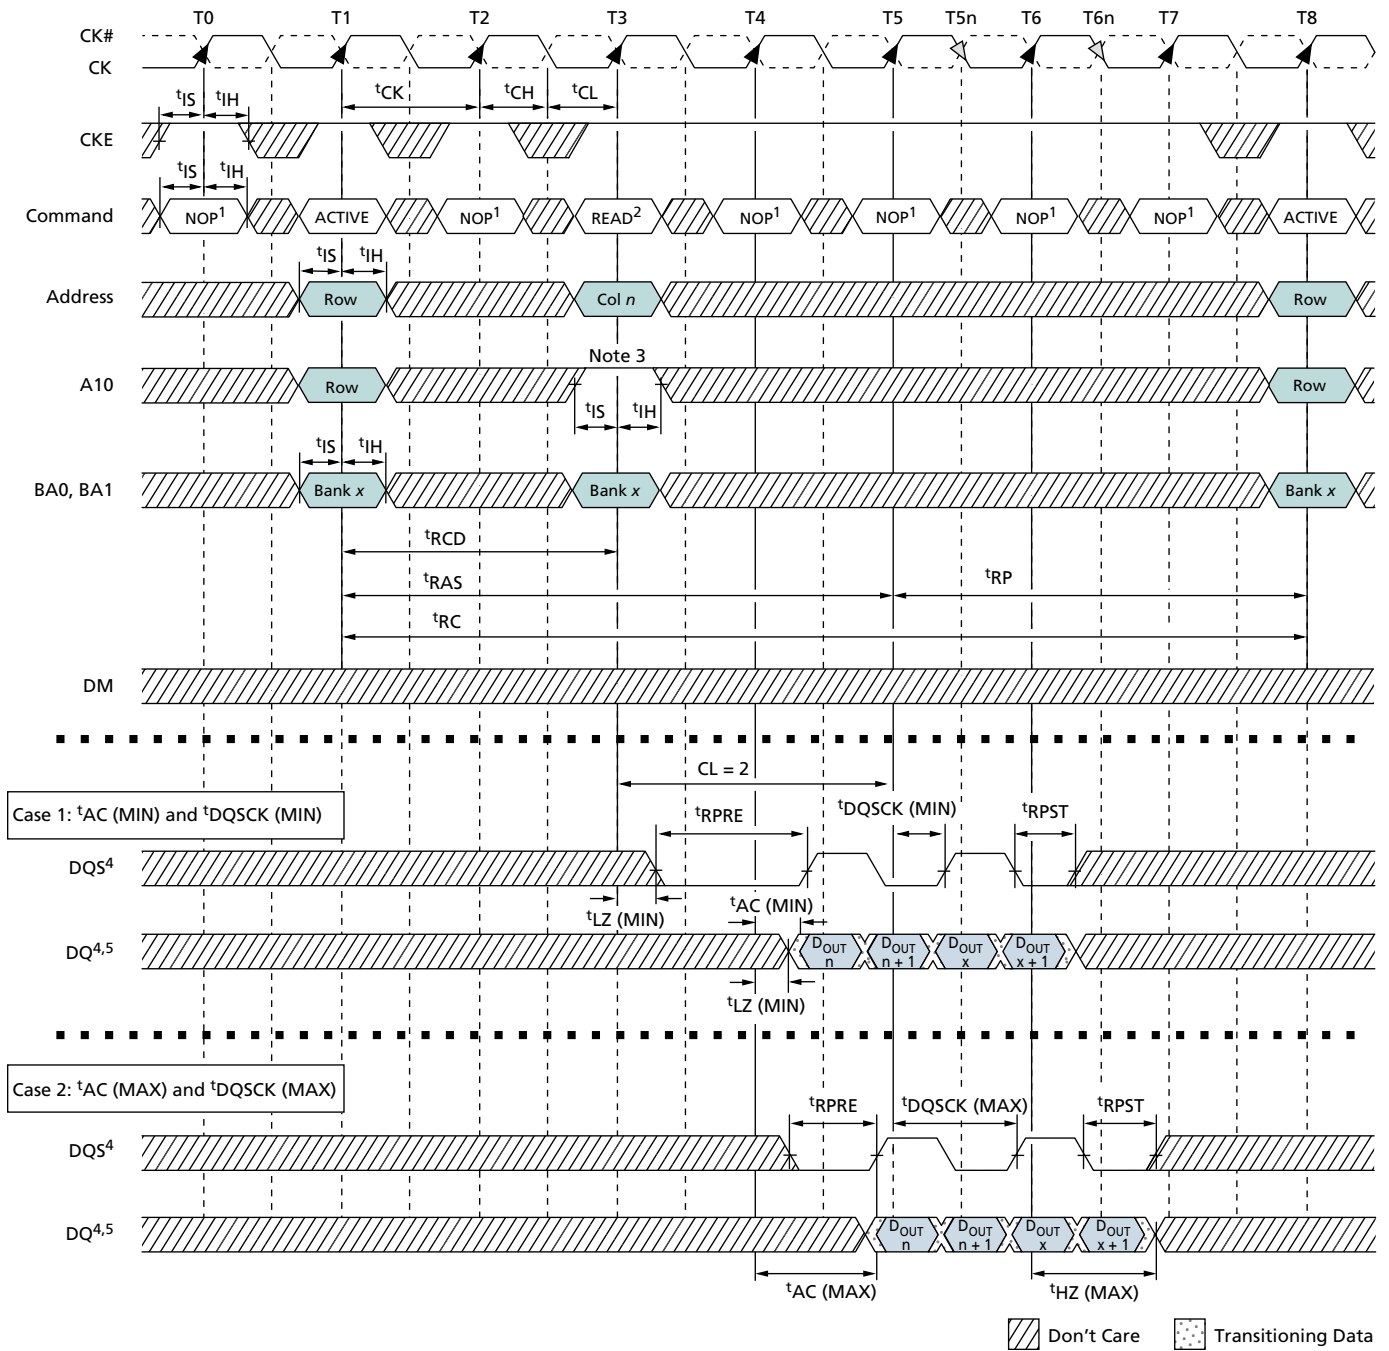 T0 T1 T2 T3 T4 T5 T5n T6 T6n T7 T8
CK#
CK
tIS tIH tCK tCH tCL
CKE
tIS tIH
Command NOP1 ACTIVE NOP1 READ2 NOP1 NOP1 NOP1 NOP1 ACTIVE
tIS tIH
Address Row Col n Row
Note 3
A10 Row Row
tIS tIH
tIS tIH
BA0, BA1 Bank x Bank x Bank x
tRCD
tRAS tRP
tRC
DM
CL = 2
Case 1: tAC (MIN) and tDQSCK (MIN)
tRPRE tDQSCK (MIN) tRPST
DQS4
tLZ (MIN) tAC (MIN)
DQ4,5 DOUT n DOUT n + 1 DOUT x DOUT x + 1
tLZ (MIN)
Case 2: tAC (MAX) and tDQSCK (MAX)
tRPRE tDQSCK (MAX) tRPST
DQS4
DQ4,5 DOUT n DOUT n + 1 DOUT x DOUT x + 1
tAC (MAX) tHZ (MAX)
Don't Care Transitioning Data